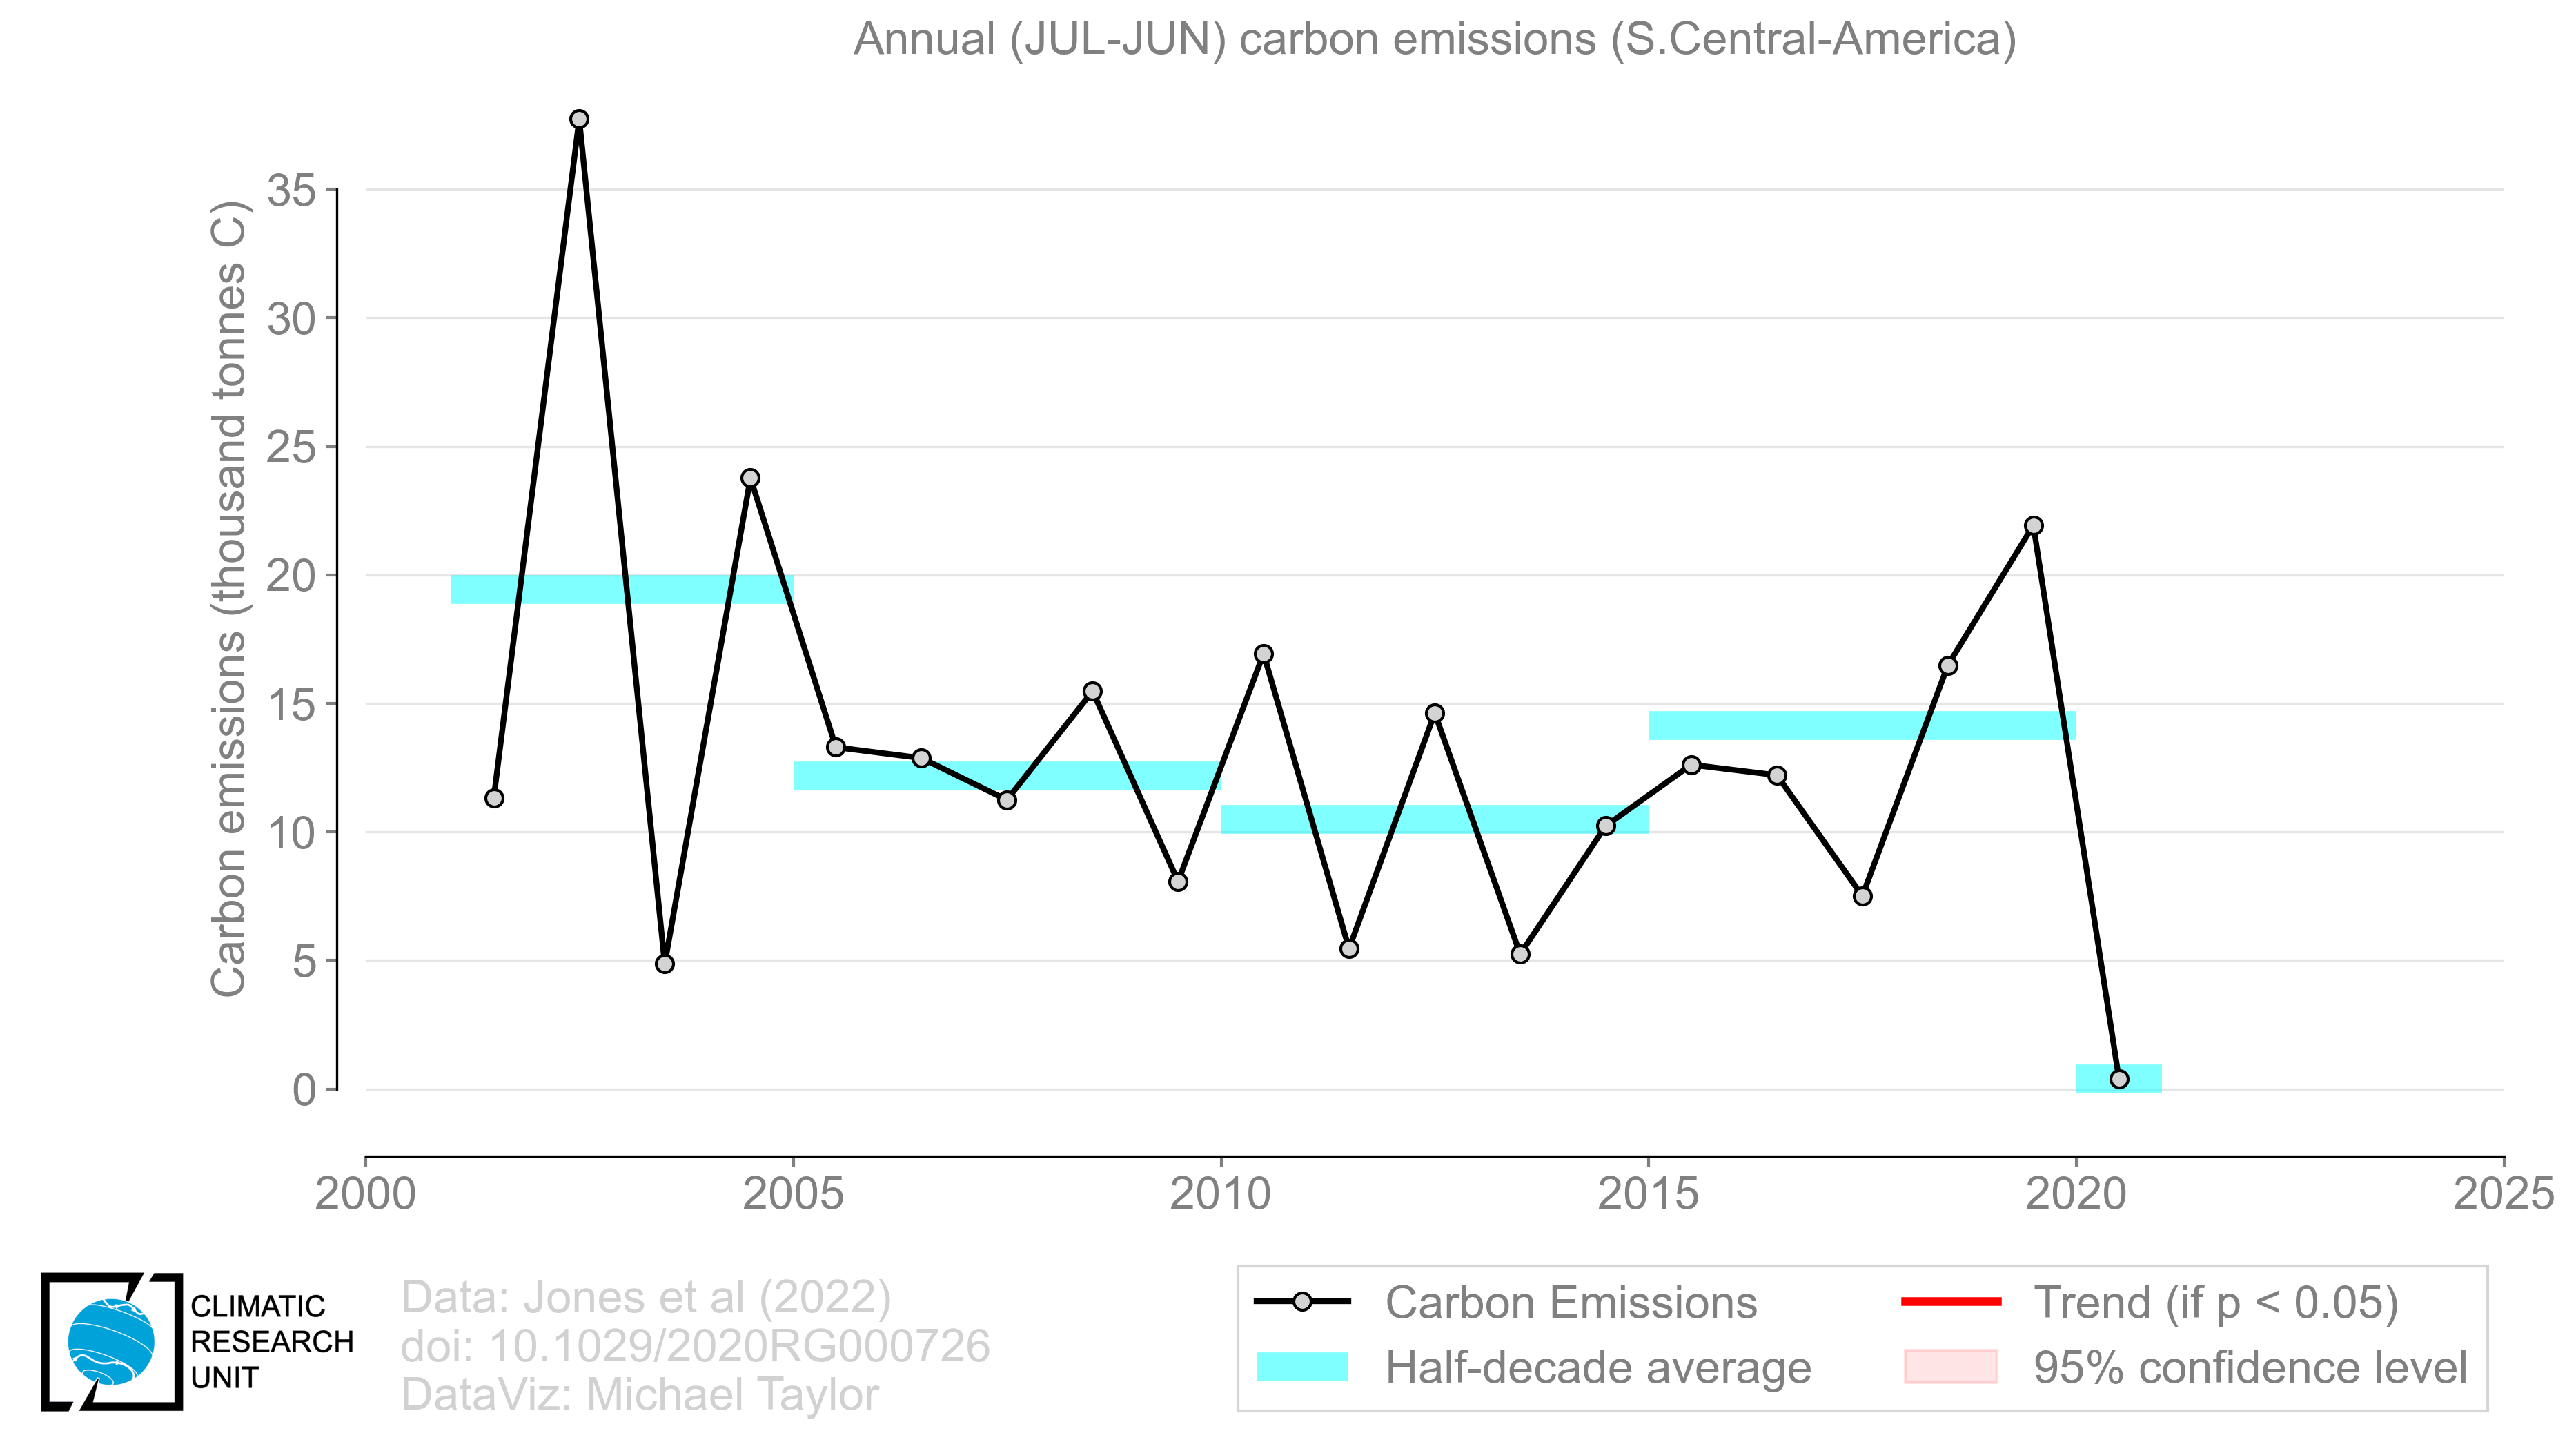 Annual (JUL-JUN) carbon emissions (S.Central-America)
Carbon emissions (thousand tonnes C)
35
30
25
20
15
10
5
0
2000 2005 2010 2015 2020 2025
CLIMATIC
RESEARCH
UNIT
Data: Jones et al (2022)
doi: 10.1029/2020RG000726
DataViz: Michael Taylor
Carbon Emissions
Half-decade average
Trend (if p < 0.05)
95% confidence level